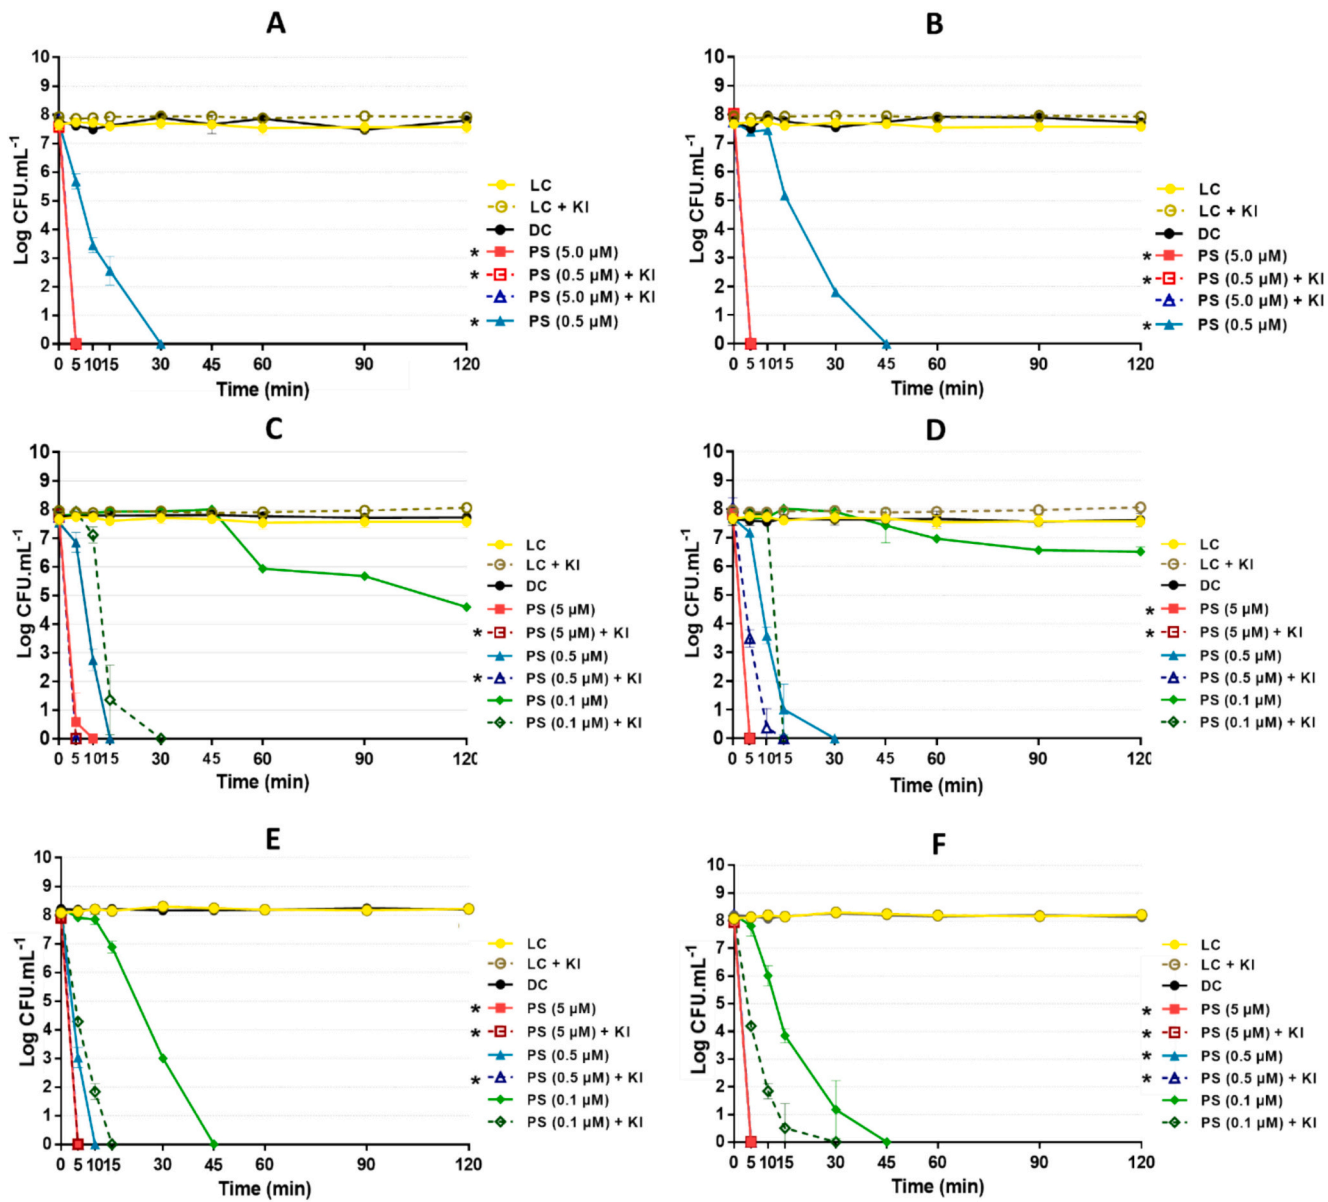 A
10
9
8
7
6
5
4
3
2
1
0
Log CFU.mL-1
0 5 1015 30 45 60 90 120
Time (min)
LC
LC + KI
DC
* PS (5.0 µM)
* PS (0.5 µM) + KI
PS (5.0 µM) + KI
* PS (0.5 µM)
B
10
9
8
7
6
5
4
3
2
1
0
Log CFU.mL-1
0 5 1015 30 45 60 90 120
Time (min)
LC
LC + KI
DC
* PS (5.0 µM)
* PS (0.5 µM) + KI
PS (5.0 µM) + KI
* PS (0.5 µM)
C
10
9
8
7
6
5
4
3
2
1
0
Log CFU.mL-1
0 5 1015 30 45 60 90 120
Time (min)
LC
LC + KI
DC
PS (5 µM)
* PS (5 µM) + KI
PS (0.5 µM)
* PS (0.5 µM) + KI
PS (0.1 µM)
PS (0.1 µM) + KI
D
10
9
8
7
6
5
4
3
2
1
0
Log CFU.mL-1
0 5 1015 30 45 60 90 120
Time (min)
LC
LC + KI
DC
* PS (5 µM)
* PS (5 µM) + KI
PS (0.5 µM)
PS (0.5 µM) + KI
PS (0.1 µM)
PS (0.1 µM) + KI
E
10
9
8
7
6
5
4
3
2
1
0
Log CFU.mL-1
0 5 1015 30 45 60 90 120
Time (min)
LC
LC + KI
DC
* PS (5 µM)
* PS (5 µM) + KI
PS (0.5 µM)
* PS (0.5 µM) + KI
PS (0.1 µM)
PS (0.1 µM) + KI
F
10
9
8
7
6
5
4
3
2
1
0
Log CFU.mL-1
0 5 1015 30 45 60 90 120
Time (min)
LC
LC + KI
DC
* PS (5 µM)
* PS (5 µM) + KI
* PS (0.5 µM)
* PS (0.5 µM) + KI
PS (0.1 µM)
PS (0.1 µM) + KI